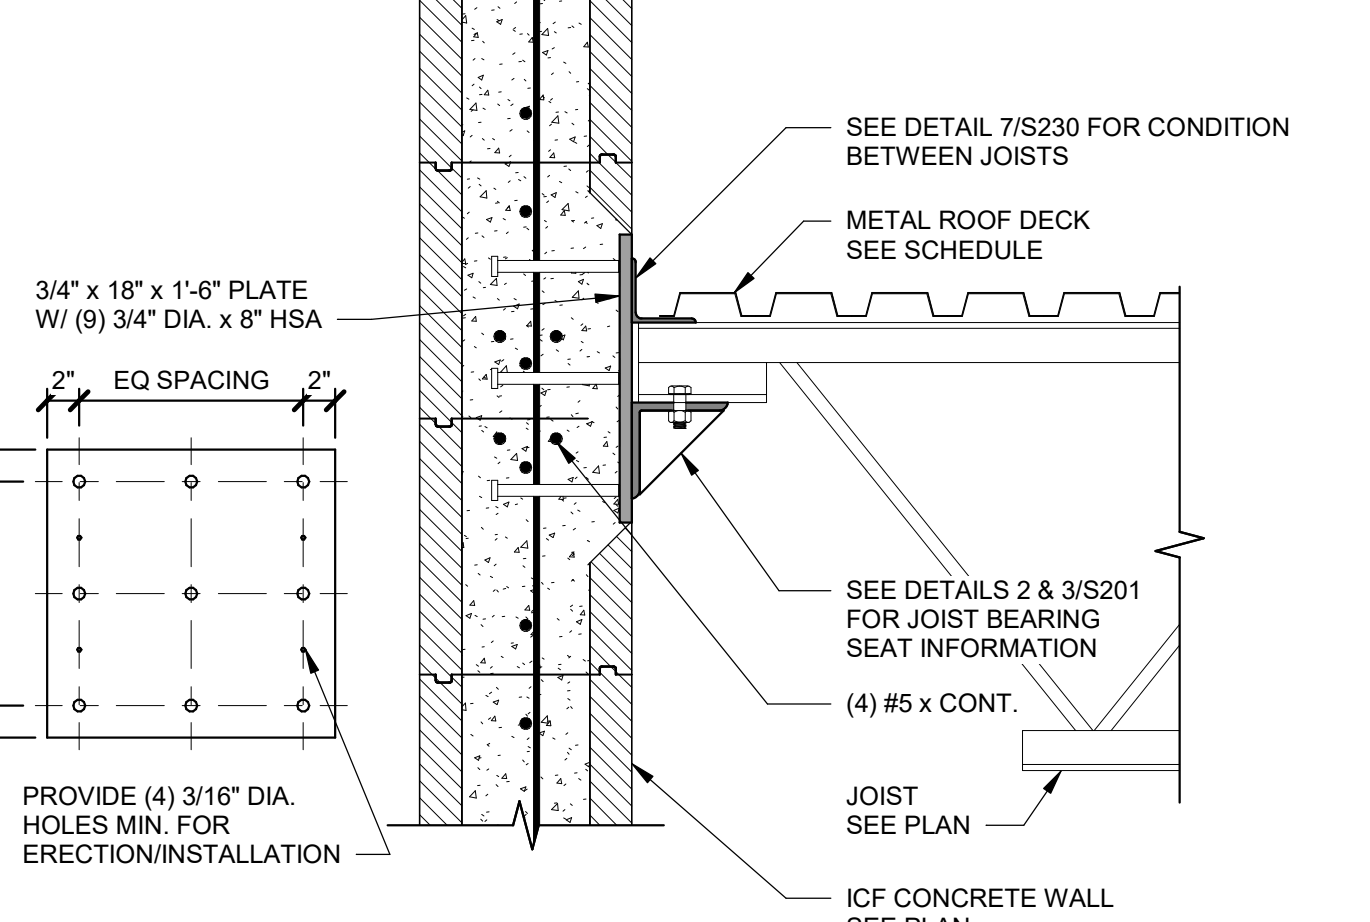 SEE DETAIL 7/S230 FOR CONDITION
BETWEEN JOISTS
METAL ROOF DECK
SEE SCHEDULE
3/4" x 18" x 1'-6" PLATE
W/ (9) 3/4" DIA. x 8" HSA
2" EQ SPACING 2"
SEE DETAILS 2 & 3/S201
FOR JOIST BEARING
SEAT INFORMATION
(4) #5 x CONT.
PROVIDE (4) 3/16" DIA.
HOLES MIN. FOR
ERECTION/INSTALLATION
JOIST
SEE PLAN
ICF CONCRETE WALL
SEE PLAN